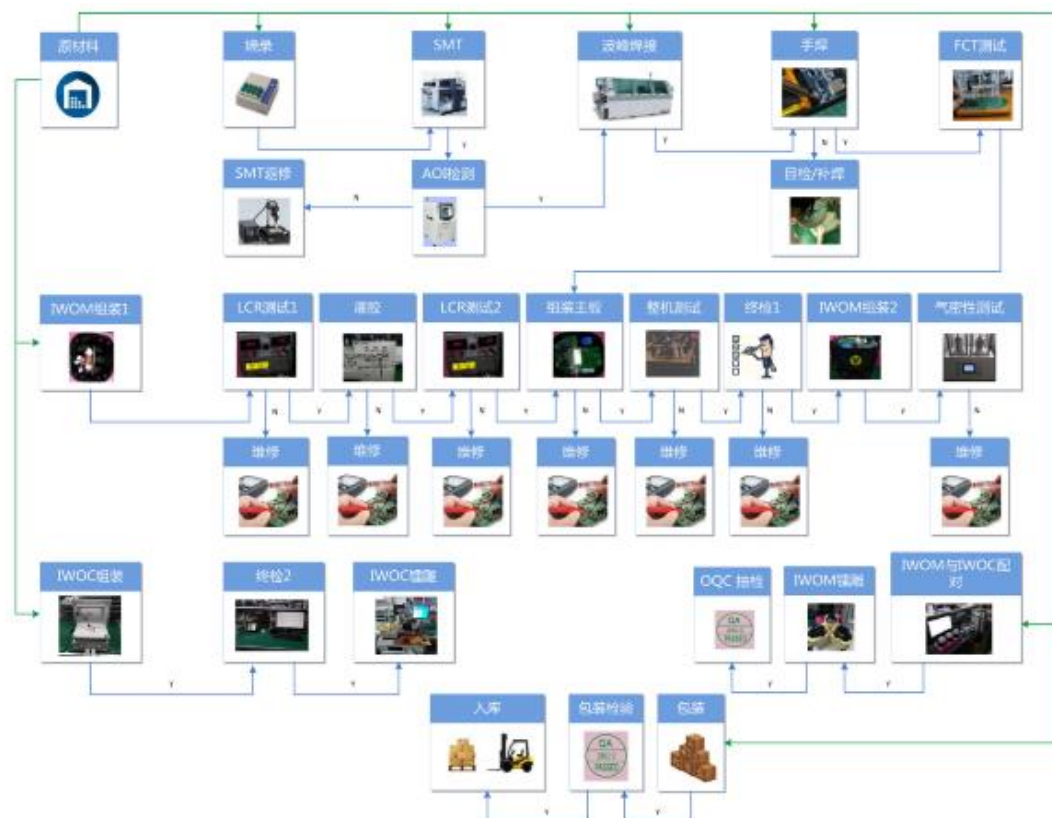 原材料
烧录
SMT
波峰焊接
手焊
FCT测试
Y
Y
N
Y
SMT返修
AOI检测
目检/补焊
N
Y
IWOM组装1
LCR测试1
灌胶
LCR测试2
组装主板
整机测试
终检1
IWOM组装2
气密性测试
N
Y
N
Y
N
Y
N
Y
N
Y
N
Y
Y
N
维修
维修
维修
维修
维修
维修
维修
IWOC组装
终检2
IWOC镭雕
OQC 抽检
IWOM镭雕
IWOM与IWOC配
对
QA
Y
Y
Y
Y
入库
包装检验
包装
QA
Y
Y